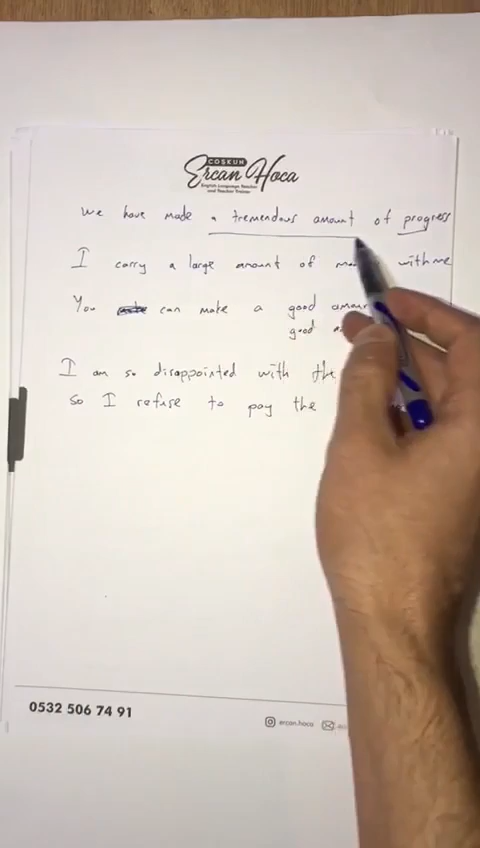 COSKUN
Ercan Hoca
English Language Teacher
and Teacher Trainer
We have made a tremendous amount of progress
I carry a large amount of with me
You can make a good
good
I am so disappointed with
so I refuse to pay the
0532 506 74 91
ercan.hoca